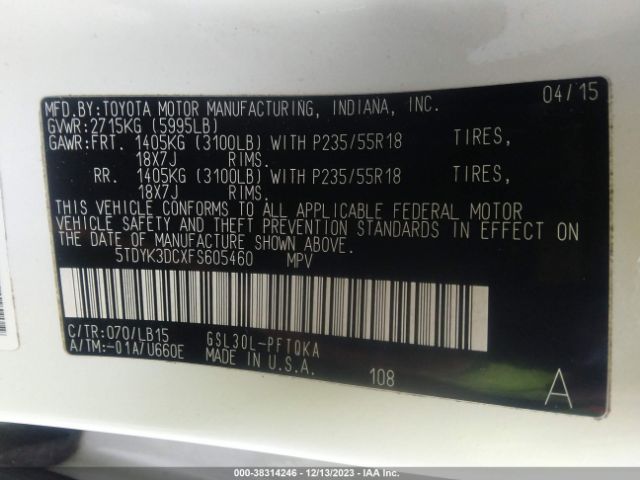 MFD.BY:TOYOTA MOTOR MANUFACTURING, INDIANA, INC. 04/15
GVWR:2715KG (5995LB)
GAWR:FRT. 1405KG (3100LB) WITH P235/55R18 TIRES,
18X7J RIMS.
RR. 1405KG (3100LB) WITH P235/55R18 TIRES,
18X7J RIMS.
THIS VEHICLE CONFORMS TO ALL APPLICABLE FEDERAL MOTOR
VEHICLE SAFETY AND THEFT PREVENTION STANDARDS IN EFFECT ON
THE DATE OF MANUFACTURE SHOWN ABOVE.
5TDYK3DCXFS605460 MPV
C/TR:070/LB15 GSL30L-PFTQKA
A/TM:-01A/U660E MADE IN U.S.A. 108 A
000-38314246 - 12/13/2023 - IAA Inc.